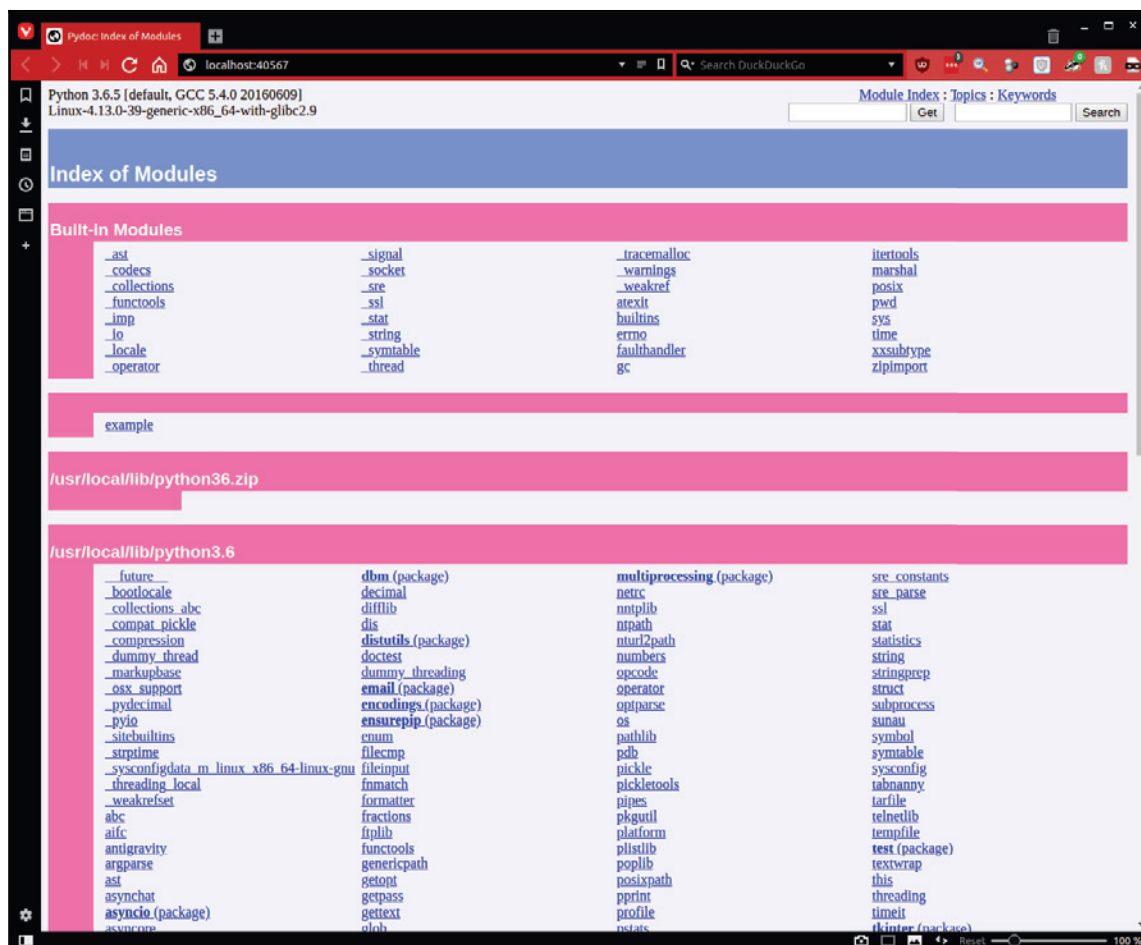 Pydoc: Index of Modules
localhost:40567
Search DuckDuckGo
Python 3.6.5 [default, GCC 5.4.0 20160609]
Linux-4.13.0-39-generic-x86_64-with-glibc2.9
Module Index : Topics : Keywords
Get Search
Index of Modules
Built-in Modules
_ast _signal _tracemalloc itertools
_codecs _socket _warnings marshal
_collections _sre _weakref posix
_functools _ssl atexit pwd
_imp _stat builtins sys
_io _string errno time
_locale _symtable faulthandler xxsubtype
_operator _thread gc zipimport
example
/usr/local/lib/python36.zip
/usr/local/lib/python3.6
__future__ dbm (package) multiprocessing (package) sre_constants
_bootlocale decimal netrc sre_parse
_collections_abc difflib nntplib ssl
_compat_pickle dis ntpath stat
_compression distutils (package) nturl2path statistics
_dummy_thread doctest numbers string
_markupbase dummy_threading opcode stringprep
_osx_support email (package) operator struct
_pydecimal encodings (package) optparse subprocess
_pyio ensurepip (package) os sunau
_sitebuiltins enum pathlib symbol
_strptime filecmp pdb symtable
_sysconfigdata_m_linux_x86_64-linux-gnu fileinput pickle sysconfig
_threading_local fnmatch pickletools tabnanny
_weakrefset formatter pipes tarfile
abc fractions pkgutil telnetlib
aifc ftplib platform tempfile
antigravity functools plistlib test (package)
argparse genericpath poplib textwrap
ast getopt posixpath this
asynchat getpass pprint threading
asyncio (package) gettext profile timeit
asyncore glob pstats tkinter (package)
Reset 100 %